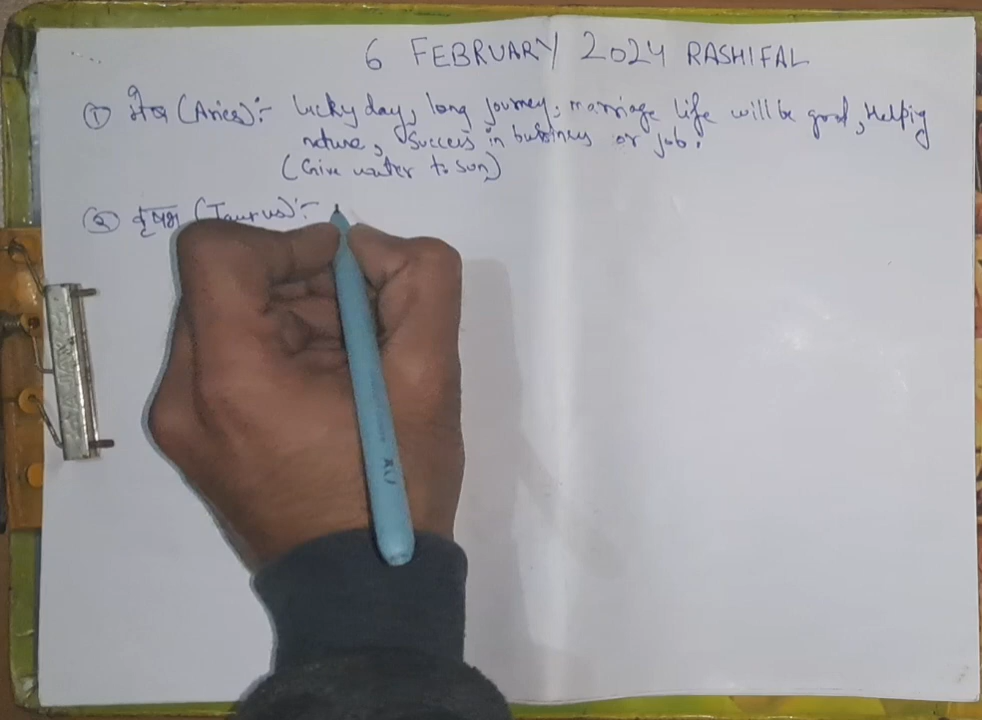 6 FEBRUARY 2024 RASHIFAL
① मेष (Aries):- lucky day, long journey, marriage life will be good, Helping
nature, Success in bussiness or job.
(Give water to sun)
② वृषभ (Taurus):-